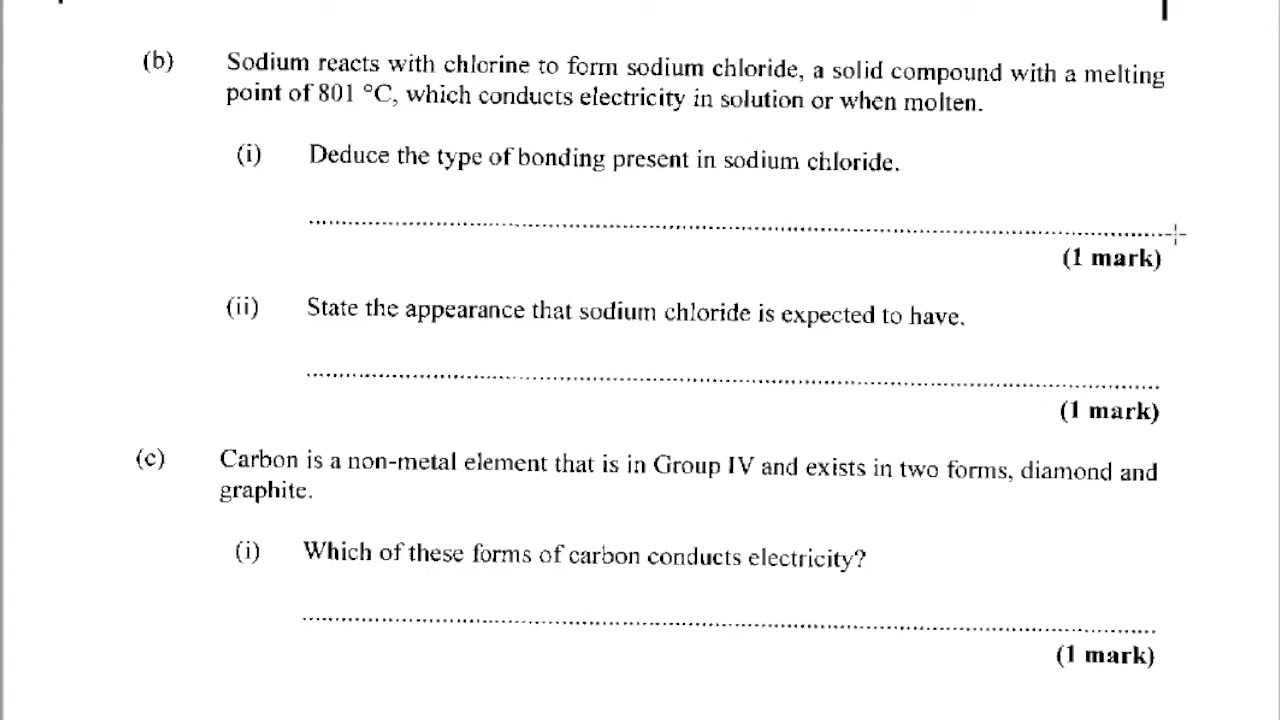 (b) Sodium reacts with chlorine to form sodium chloride, a solid compound with a melting
point of 801 °C, which conducts electricity in solution or when molten.
(i) Deduce the type of bonding present in sodium chloride.
(1 mark)
(ii) State the appearance that sodium chloride is expected to have.
(1 mark)
(c) Carbon is a non-metal element that is in Group IV and exists in two forms, diamond and
graphite.
(i) Which of these forms of carbon conducts electricity?
(1 mark)